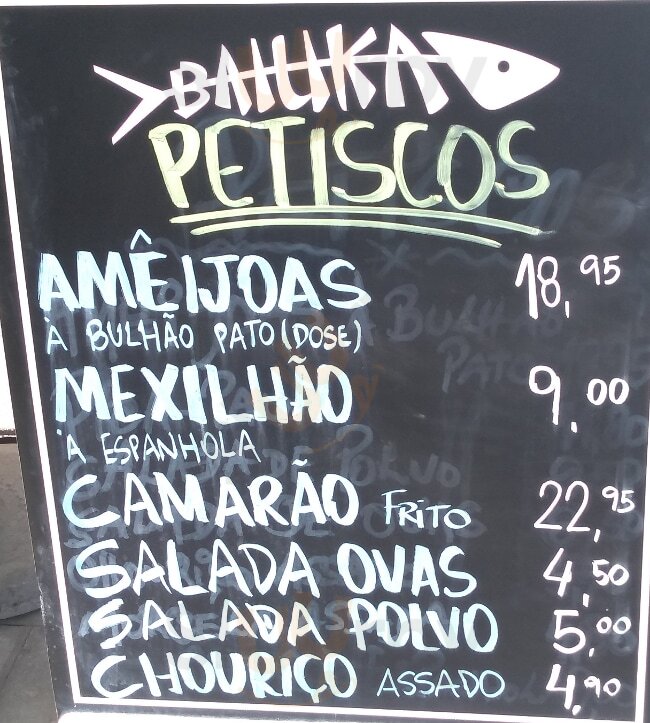 BAIUKA
PETISCOS
AMÊIJOAS 18,95
À BULHÃO PATO (DOSE)
MEXILHÃO 9,00
À ESPANHOLA
CAMARÃO FRITO 22,95
SALADA OVAS 4,50
SALADA POLVO 5,00
CHOURIÇO ASSADO 4,90